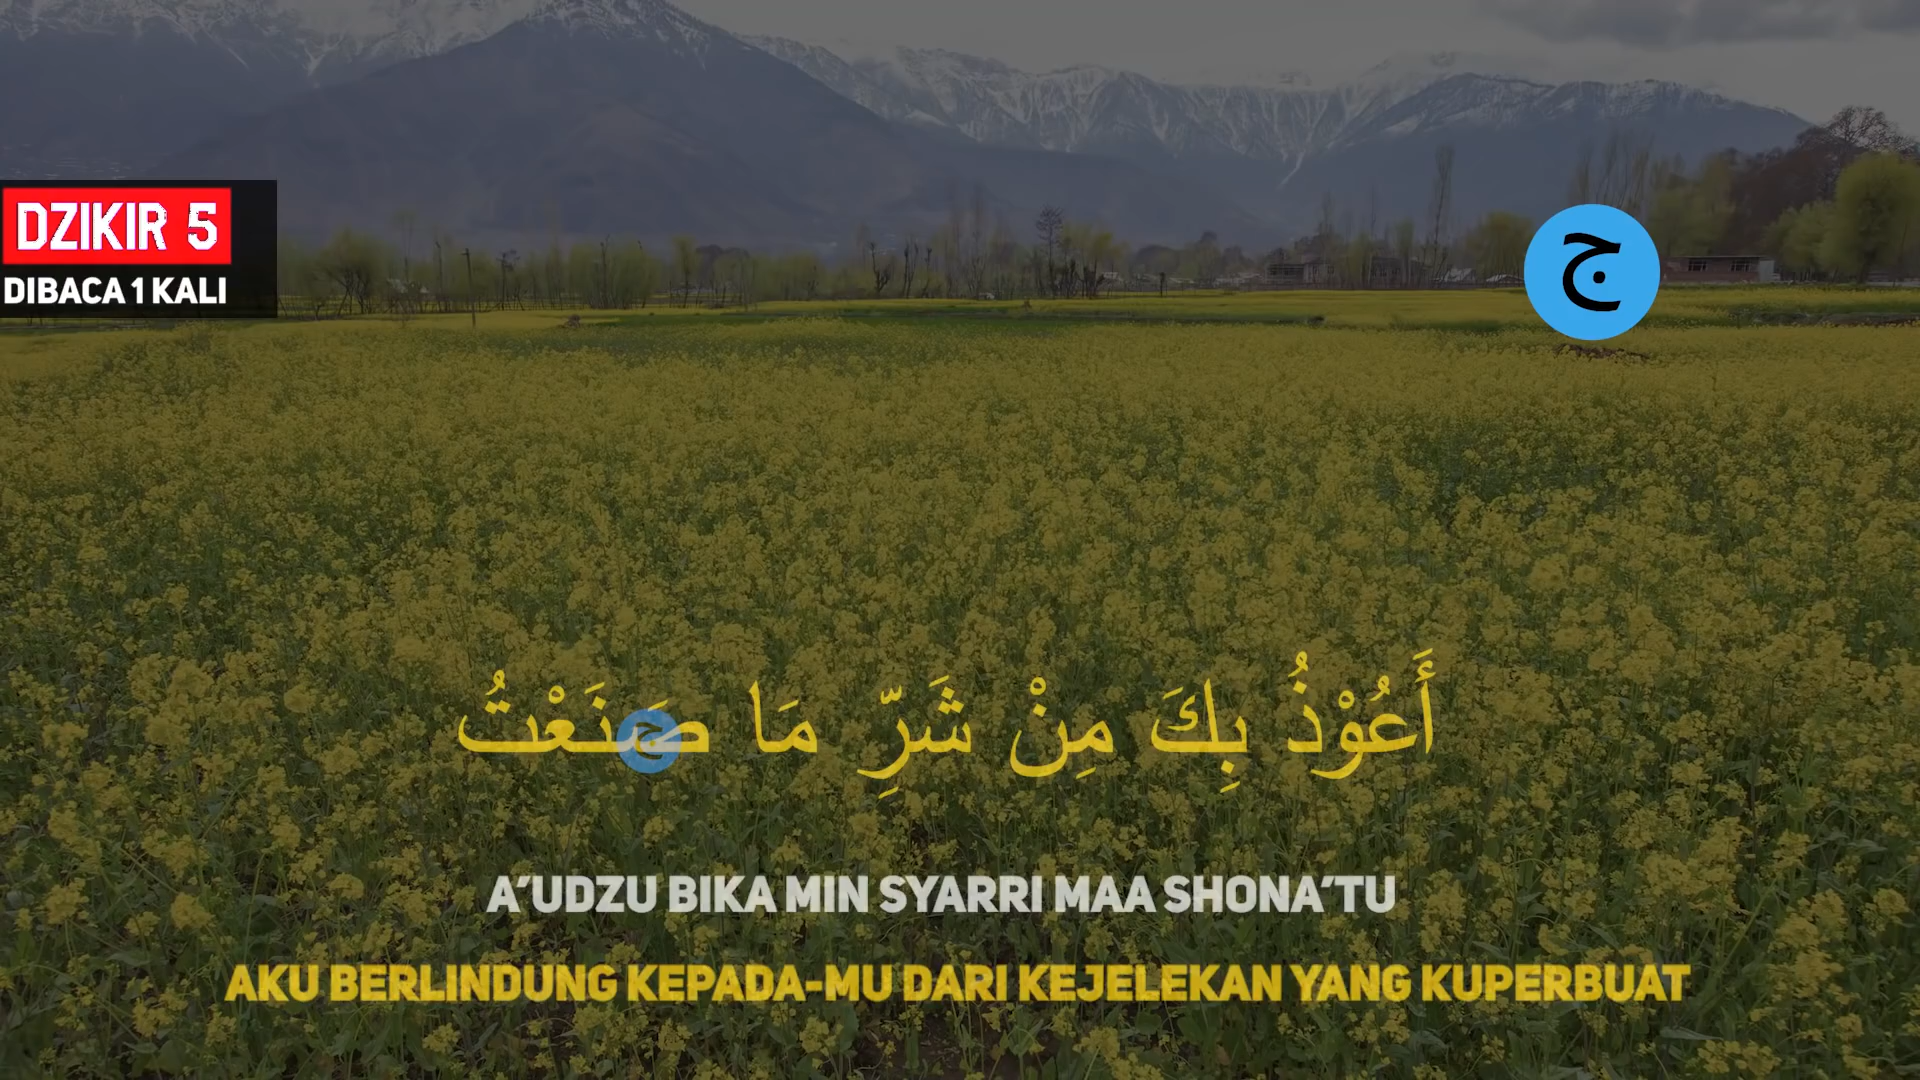 DZIKIR 5
DIBACA 1 KALI
ج
أَعُوْذُ بِكَ مِنْ شَرِّ مَا صَنَعْتُ
ج
A'UDZU BIKA MIN SYARRI MAA SHONA'TU
AKU BERLINDUNG KEPADA-MU DARI KEJELEKAN YANG KUPERBUAT